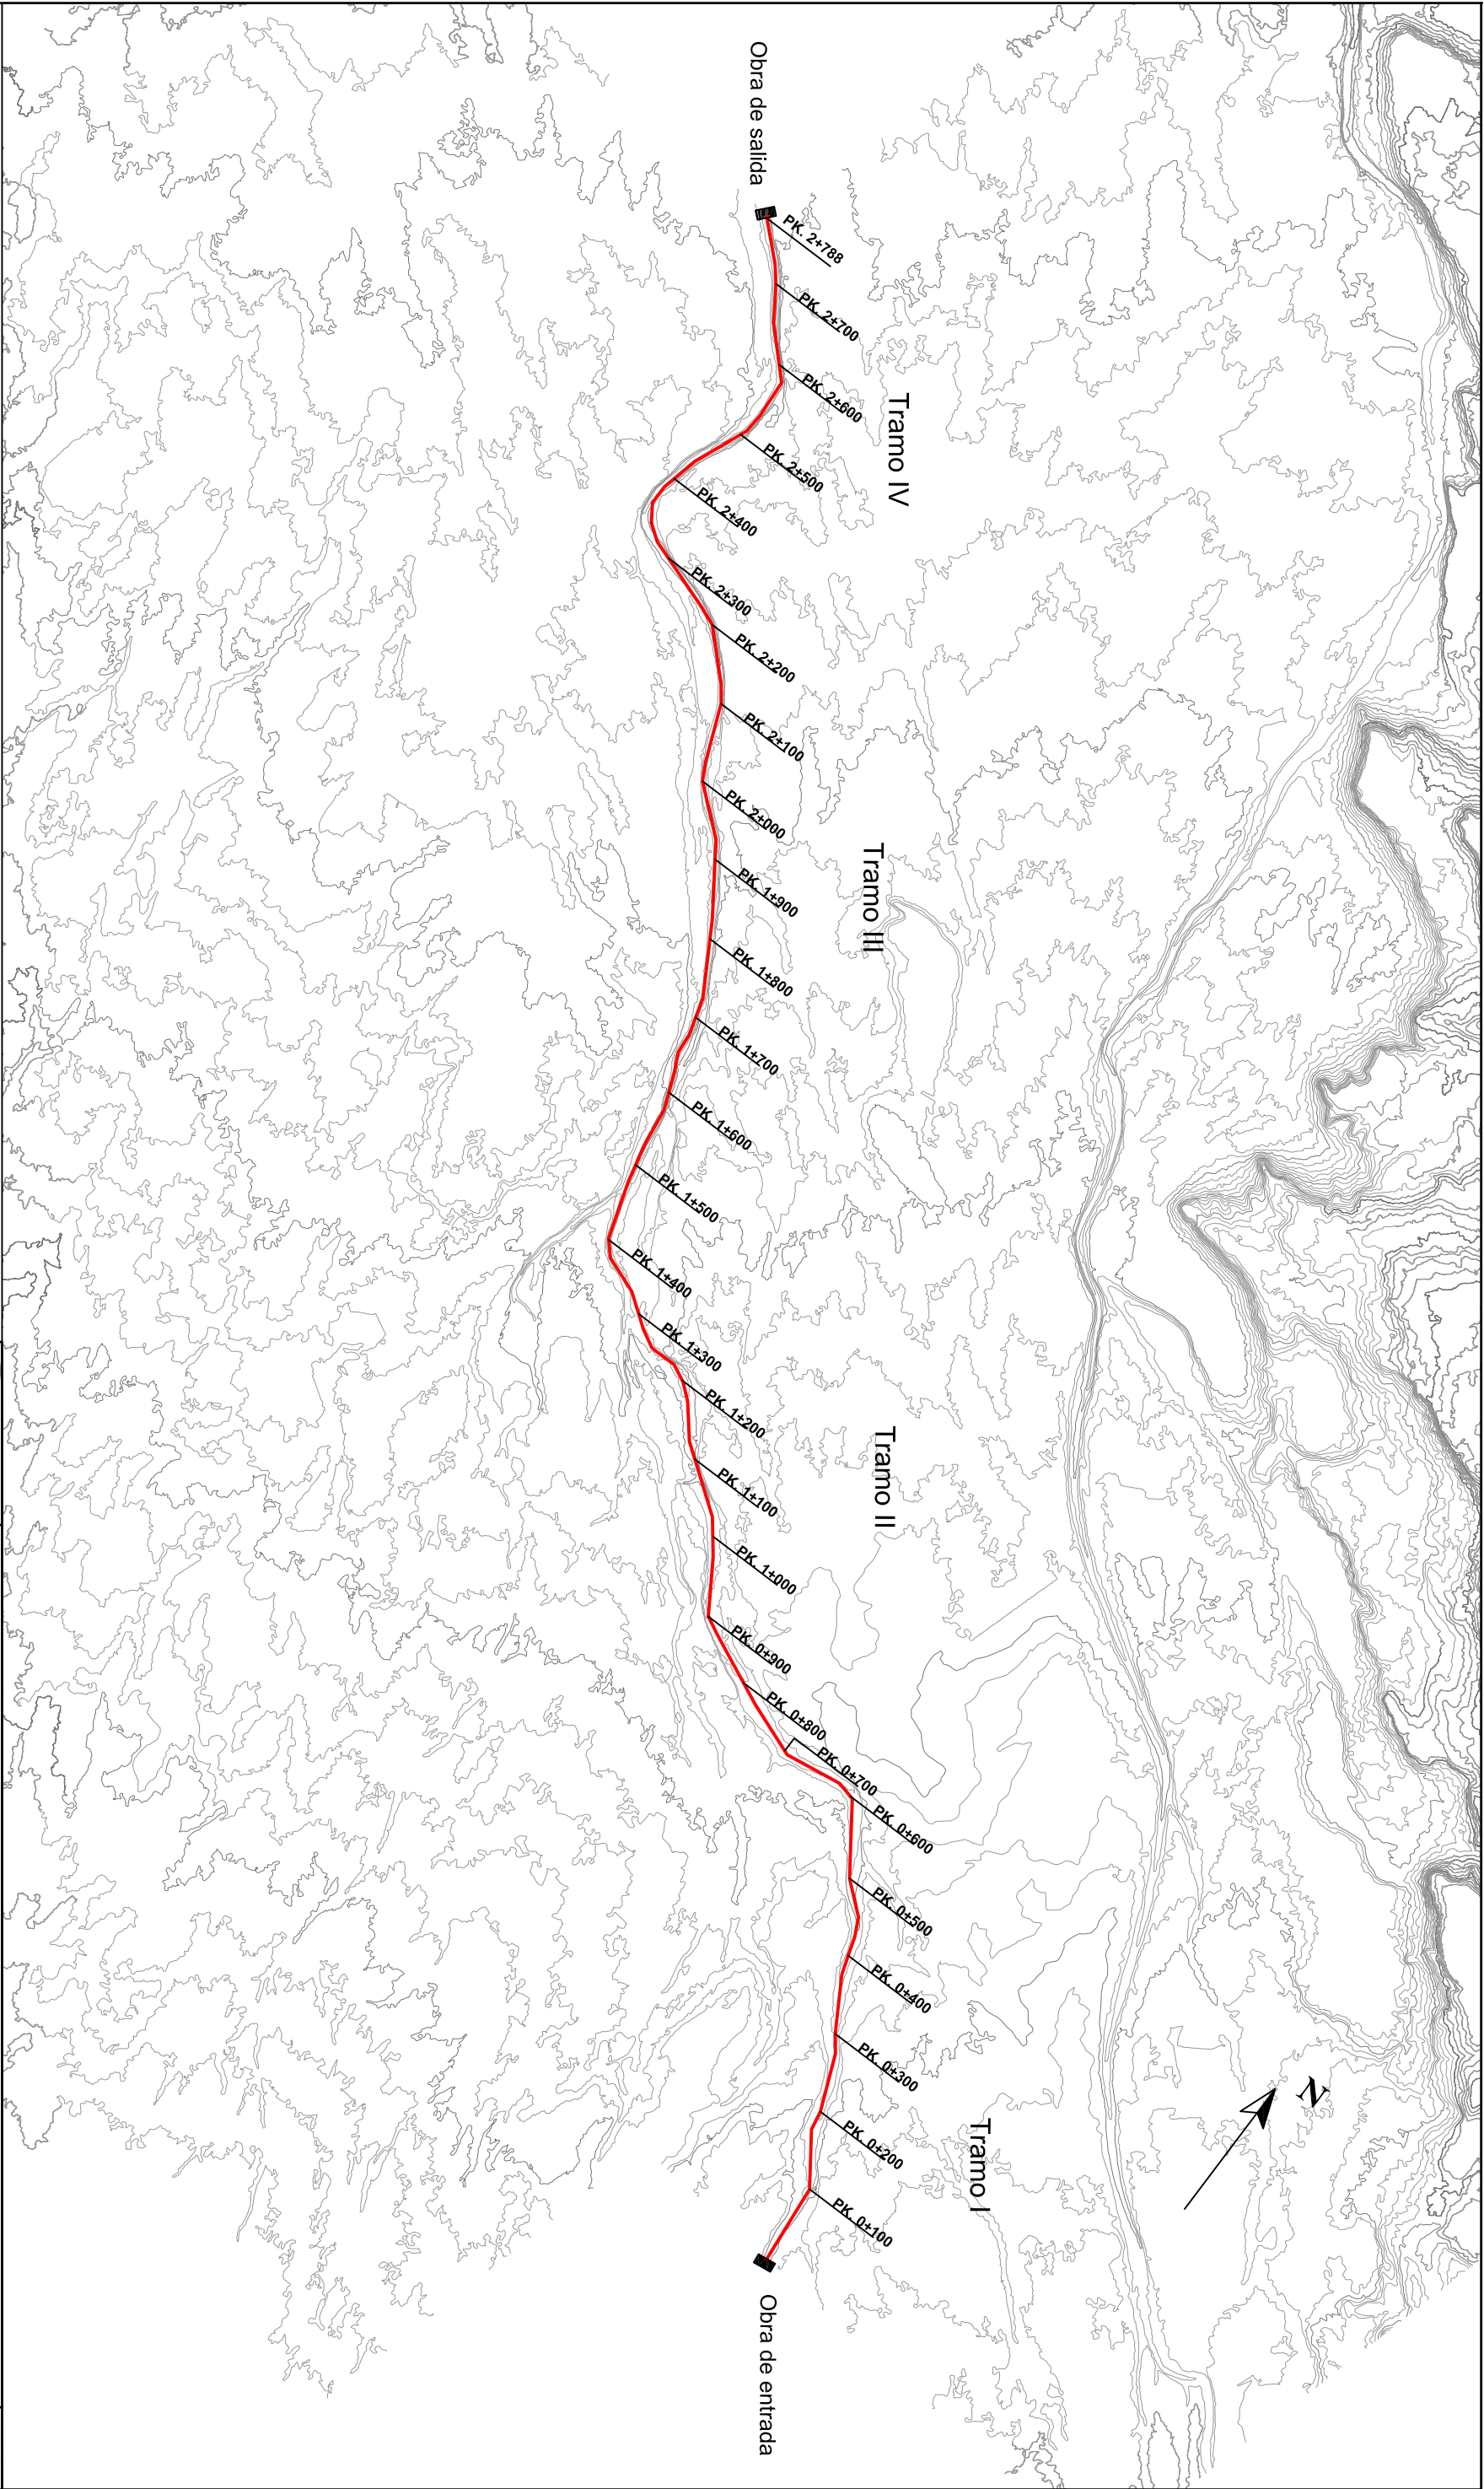 Obra de salida
PK. 2+788
PK. 2+700
PK. 2+600
Tramo IV
PK. 2+500
PK. 2+400
PK. 2+300
PK. 2+200
PK. 2+100
PK. 2+000
Tramo III
PK. 1+900
PK. 1+800
PK. 1+700
PK. 1+600
PK. 1+500
PK. 1+400
PK. 1+300
PK. 1+200
Tramo II
PK. 1+100
PK. 1+000
PK. 0+900
PK. 0+800
PK. 0+700
PK. 0+600
PK. 0+500
PK. 0+400
PK. 0+300
N
PK. 0+200
Tramo I
PK. 0+100
Obra de entrada